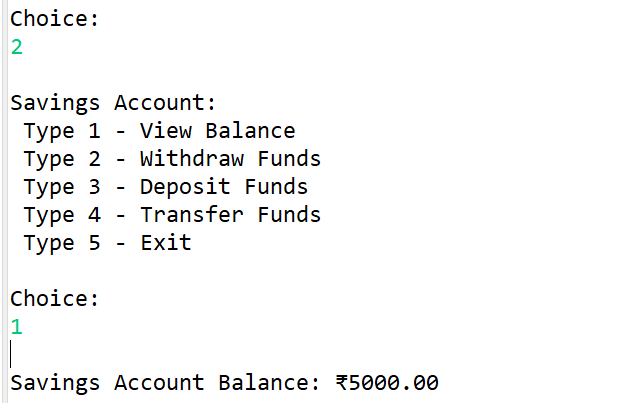 Choice:
2
Savings Account:
Type 1 - View Balance
Type 2 - Withdraw Funds
Type 3 - Deposit Funds
Type 4 - Transfer Funds
Type 5 - Exit
Choice:
1
Savings Account Balance: ₹5000.00